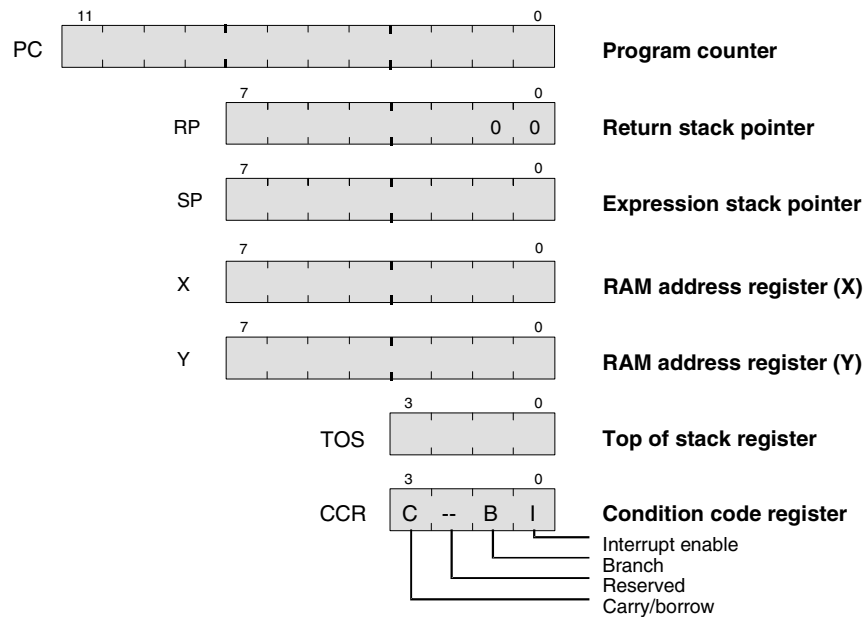 11 0
PC Program counter
7 0
RP 0 0 Return stack pointer
7 0
SP Expression stack pointer
7 0
X RAM address register (X)
7 0
Y RAM address register (Y)
3 0
TOS Top of stack register
3 0
CCR C -- B I Condition code register
Interrupt enable
Branch
Reserved
Carry/borrow